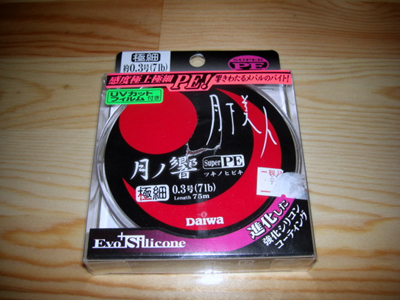 極細
約0.3号(7lb)
PE
感度極上極細PE!響きわたるメバルのバイト!
UVカット
フィルム付き
月下美人
月ノ響
Super PE
ツキノヒビキ
極細 0.3号(7lb)
Length 75m
Daiwa
進化した
強化シリコン
コーティング
Evo+Silicone